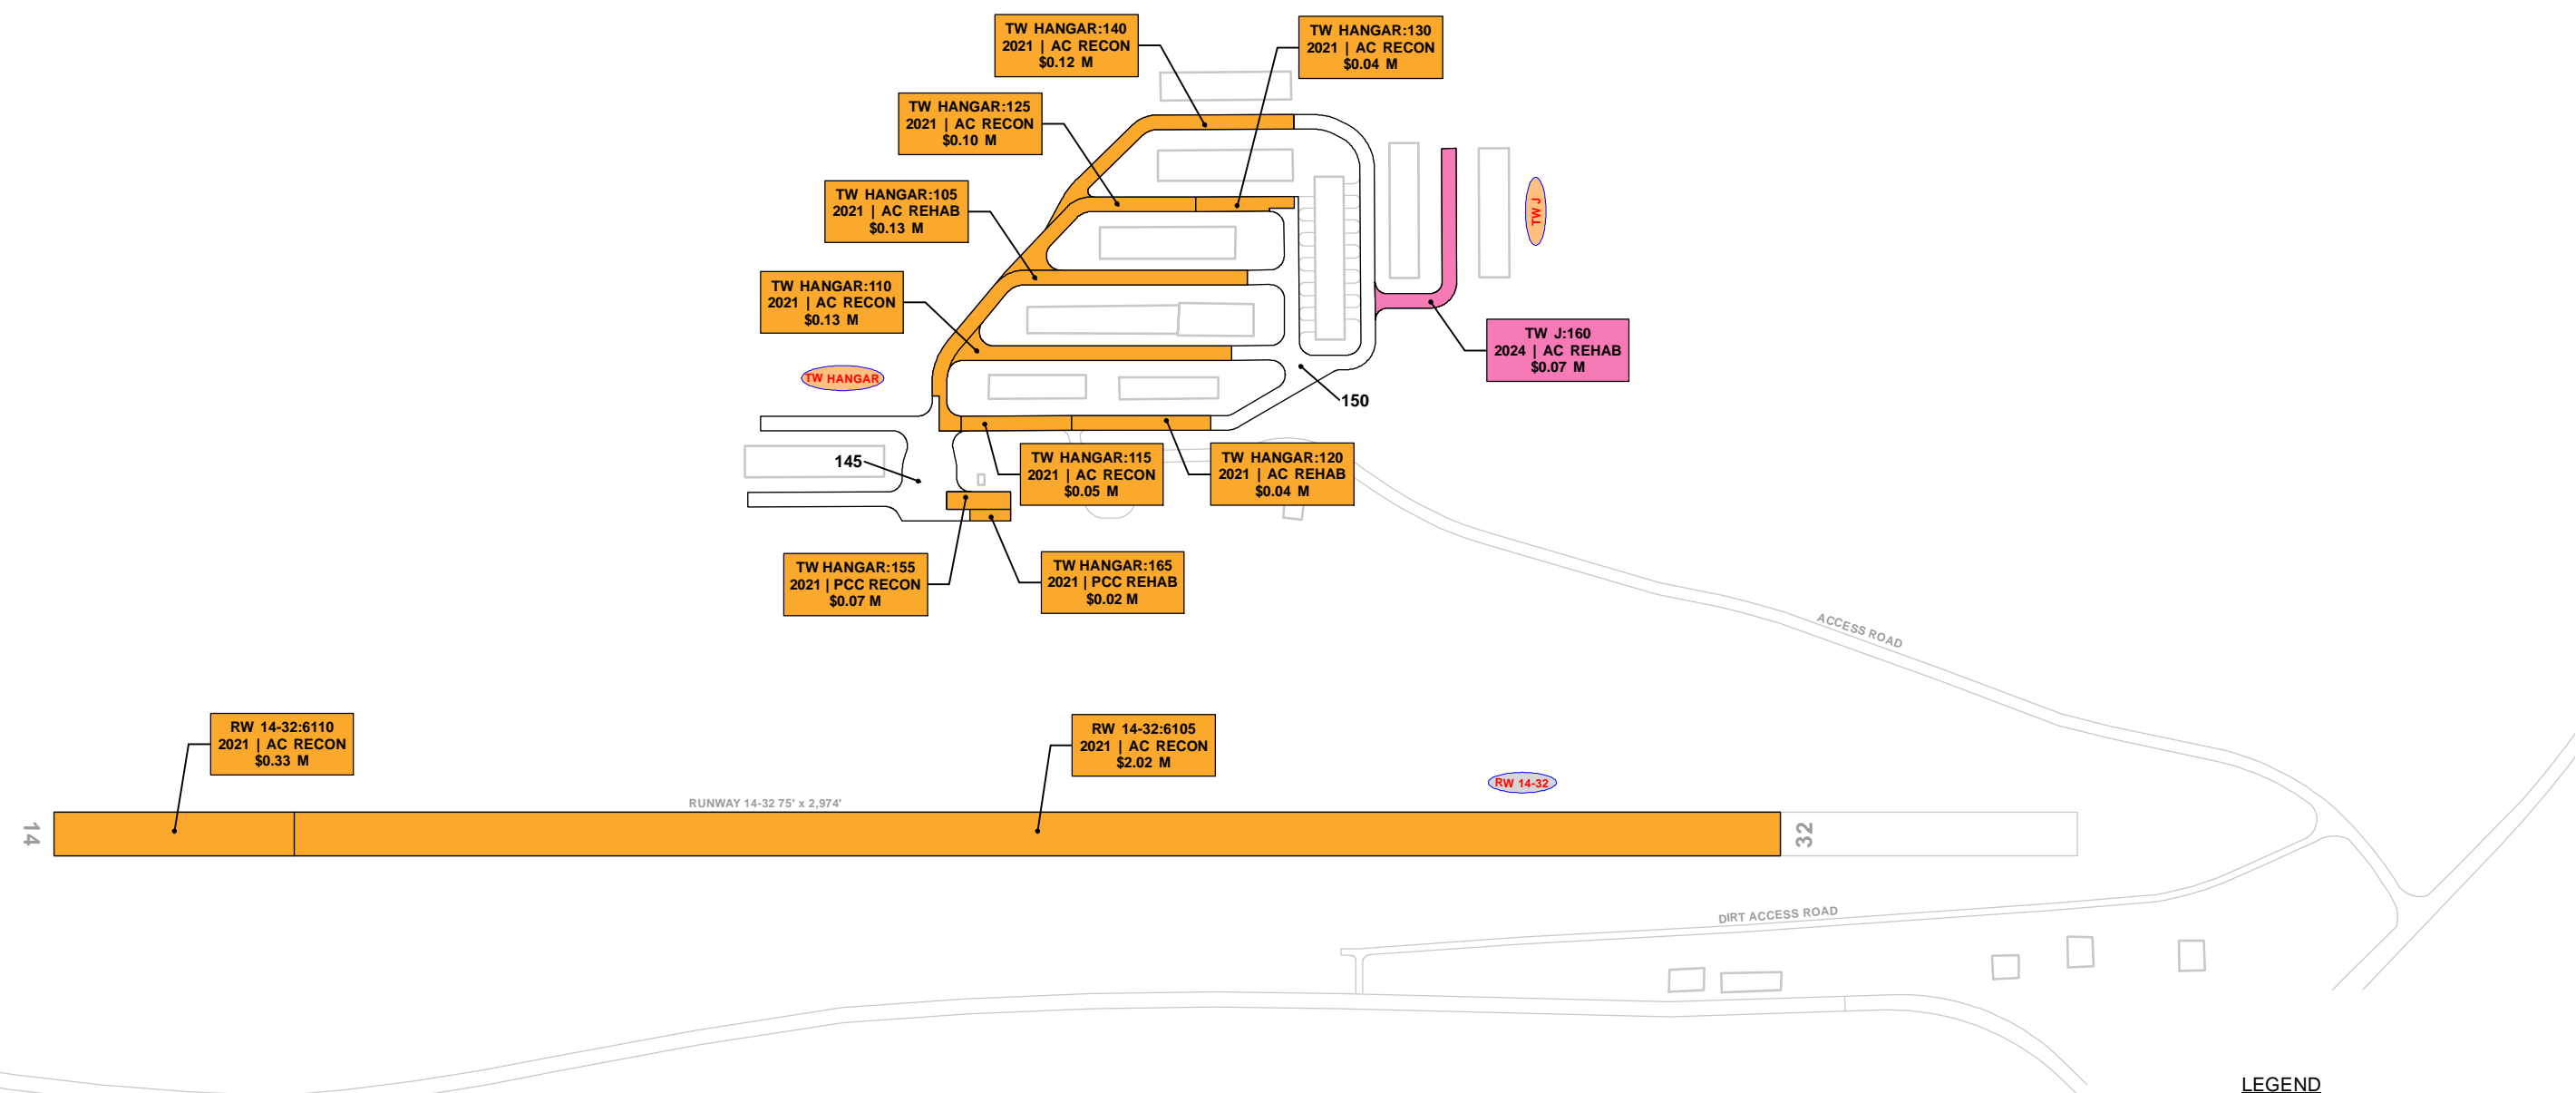 TW HANGAR:140
2021 | AC RECON
$0.12 M
TW HANGAR:130
2021 | AC RECON
$0.04 M
TW HANGAR:125
2021 | AC RECON
$0.10 M
TW HANGAR:105
2021 | AC REHAB
$0.13 M
TW J
TW HANGAR:110
2021 | AC RECON
$0.13 M
TW J:160
2024 | AC REHAB
$0.07 M
TW HANGAR
150
145
TW HANGAR:115
2021 | AC RECON
$0.05 M
TW HANGAR:120
2021 | AC REHAB
$0.04 M
TW HANGAR:155
2021 | PCC RECON
$0.07 M
TW HANGAR:165
2021 | PCC REHAB
$0.02 M
ACCESS ROAD
RW 14-32:6110
2021 | AC RECON
$0.33 M
RW 14-32:6105
2021 | AC RECON
$2.02 M
RW 14-32
RUNWAY 14-32 75' x 2,974'
14
32
DIRT ACCESS ROAD
LEGEND